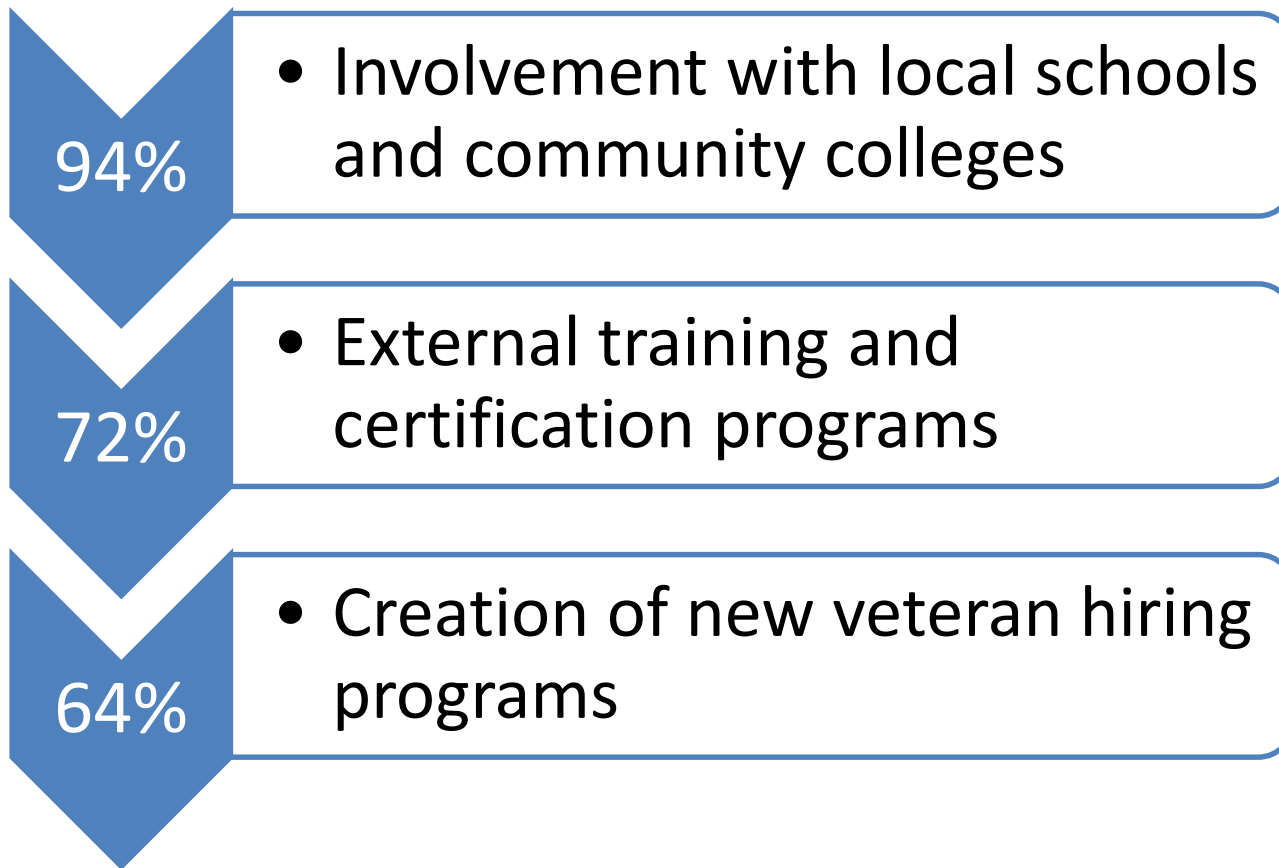 94%
• Involvement with local schools
and community colleges
72%
• External training and
certification programs
64%
• Creation of new veteran hiring
programs